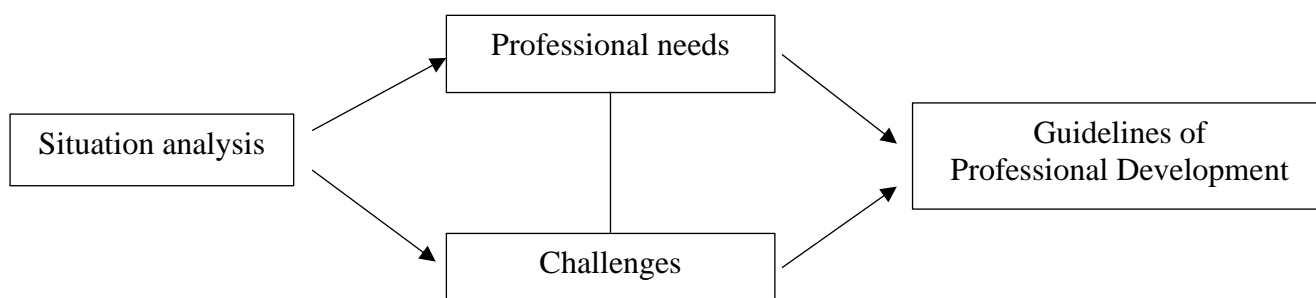 Professional needs
Situation analysis
Guidelines of
Professional Development
Challenges